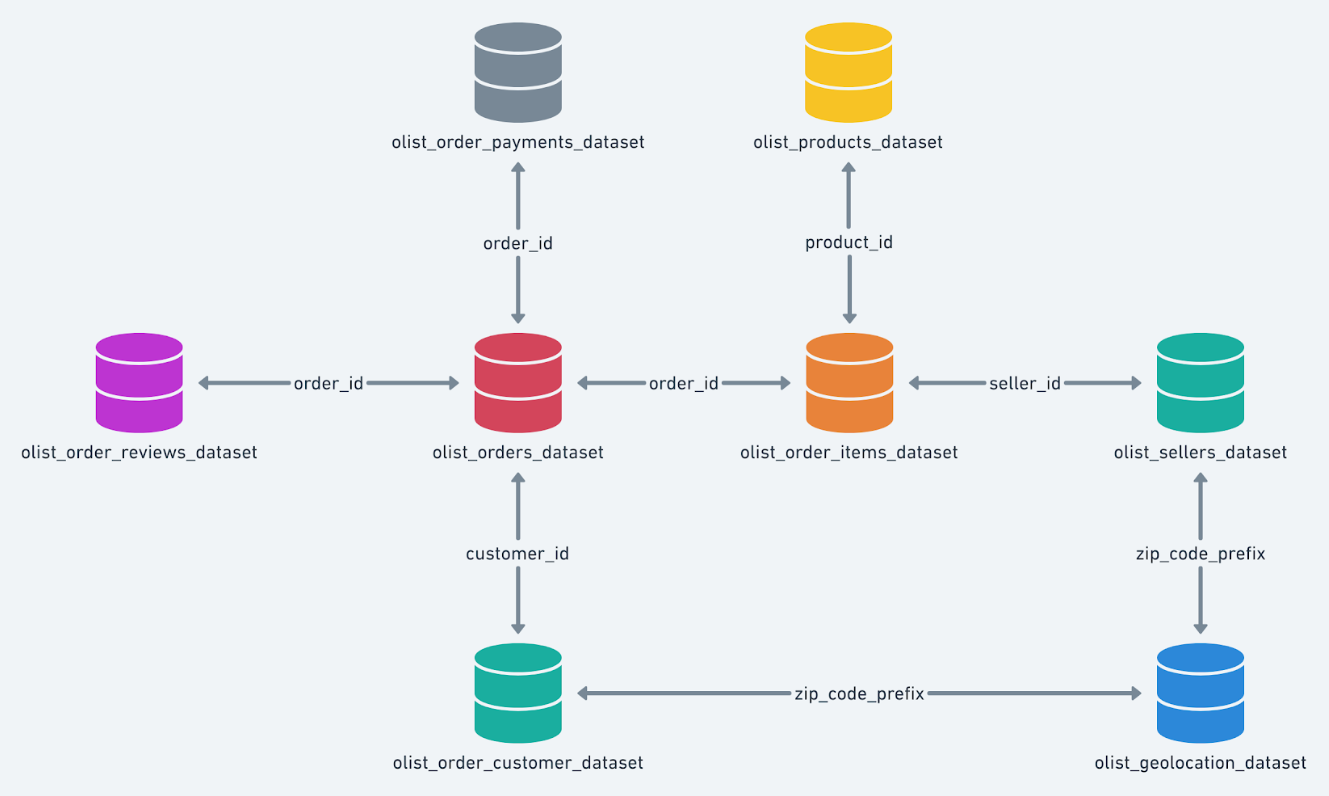 olist_order_payments_dataset
olist_products_dataset
order_id
product_id
order_id
order_id
seller_id
olist_order_reviews_dataset
olist_orders_dataset
olist_order_items_dataset
olist_sellers_dataset
customer_id
zip_code_prefix
zip_code_prefix
olist_order_customer_dataset
olist_geolocation_dataset